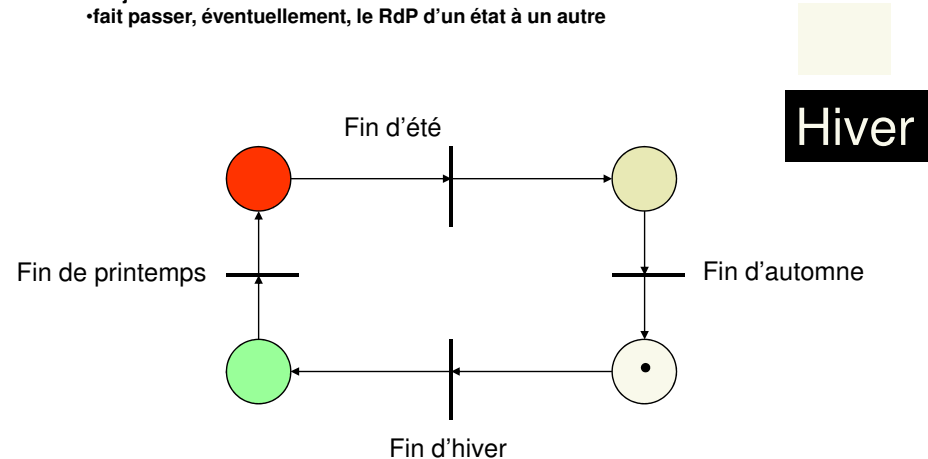 •fait passer, éventuellement, le RdP d'un état à un autre
Hiver
Fin d'été
Fin de printemps
Fin d'automne
Fin d'hiver